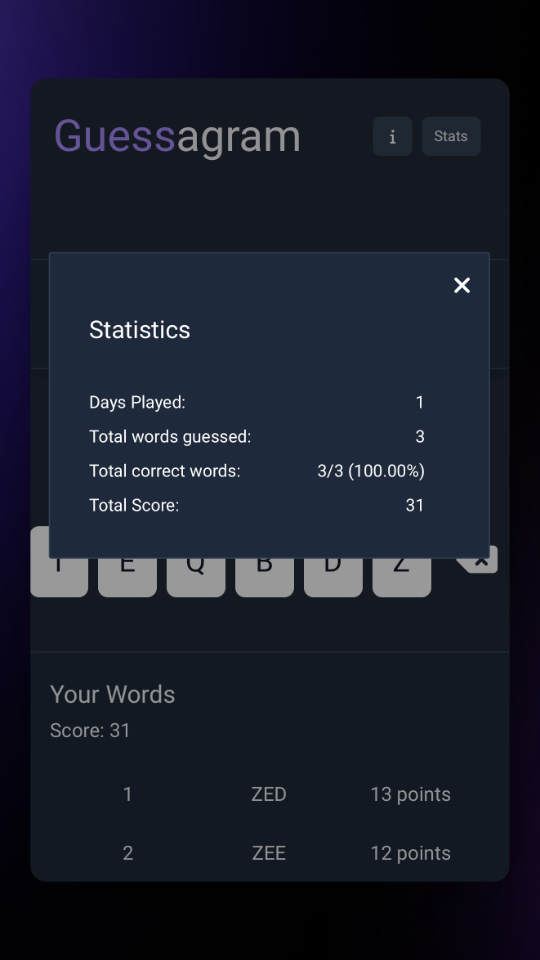 Guessagram
i
Stats
Statistics
Days Played: 1
Total words guessed: 3
Total correct words: 3/3 (100.00%)
Total Score: 31
E Q B D Z
Your Words
Score: 31
1 ZED 13 points
2 ZEE 12 points